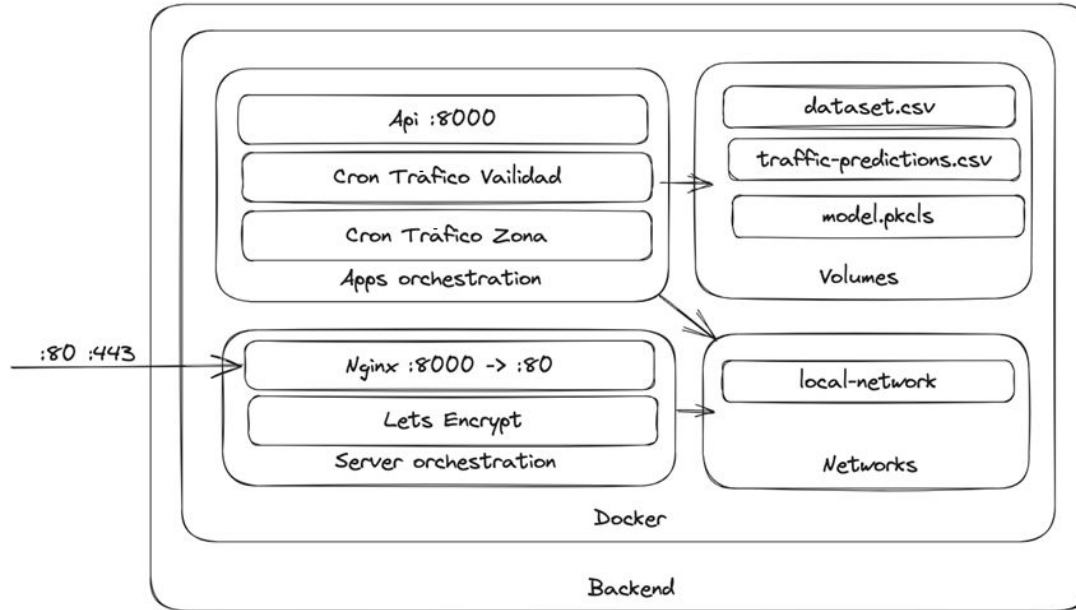 Api :8000
Cron Tráfico Vailidad
Cron Tráfico Zona
Apps orchestration
dataset.csv
traffic-predictions.csv
model.pkcls
Volumes
:80 :443
Nginx :8000 -> :80
Lets Encrypt
Server orchestration
local-network
Networks
Docker
Backend